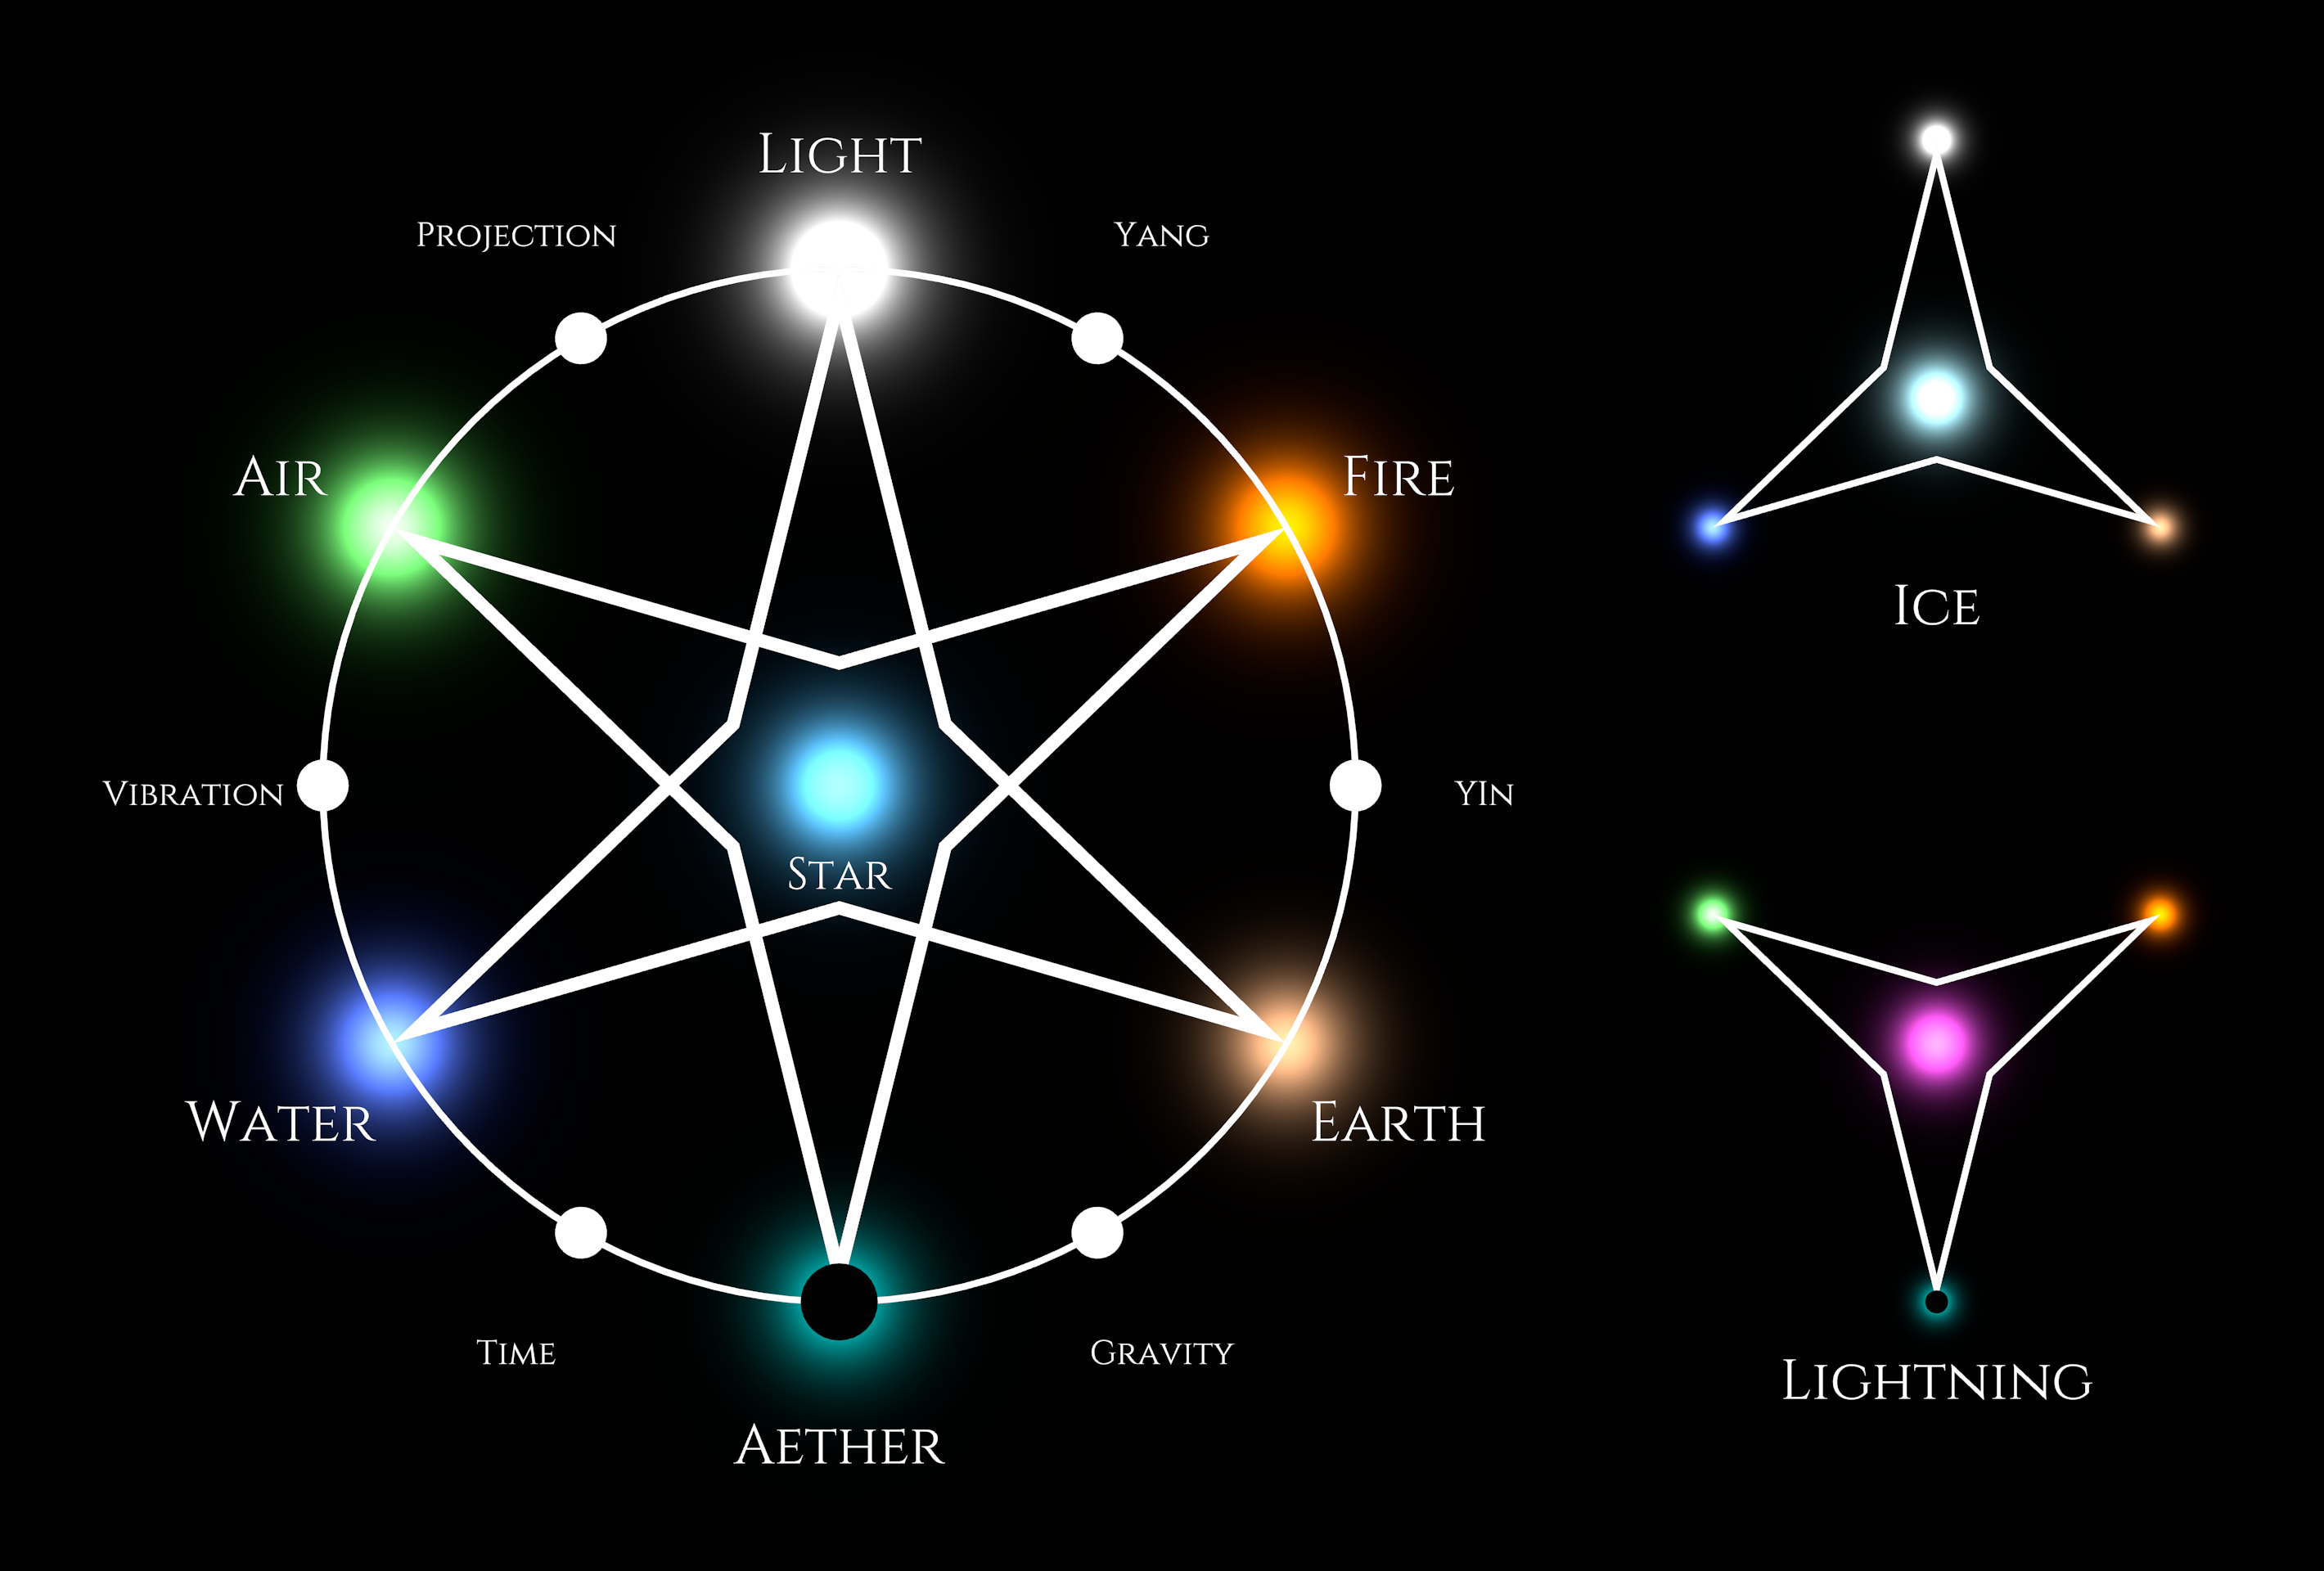 Light
Projection
Yang
Air
Fire
Ice
Vibration
Yin
Star
Water
Earth
Time
Gravity
Lightning
Aether